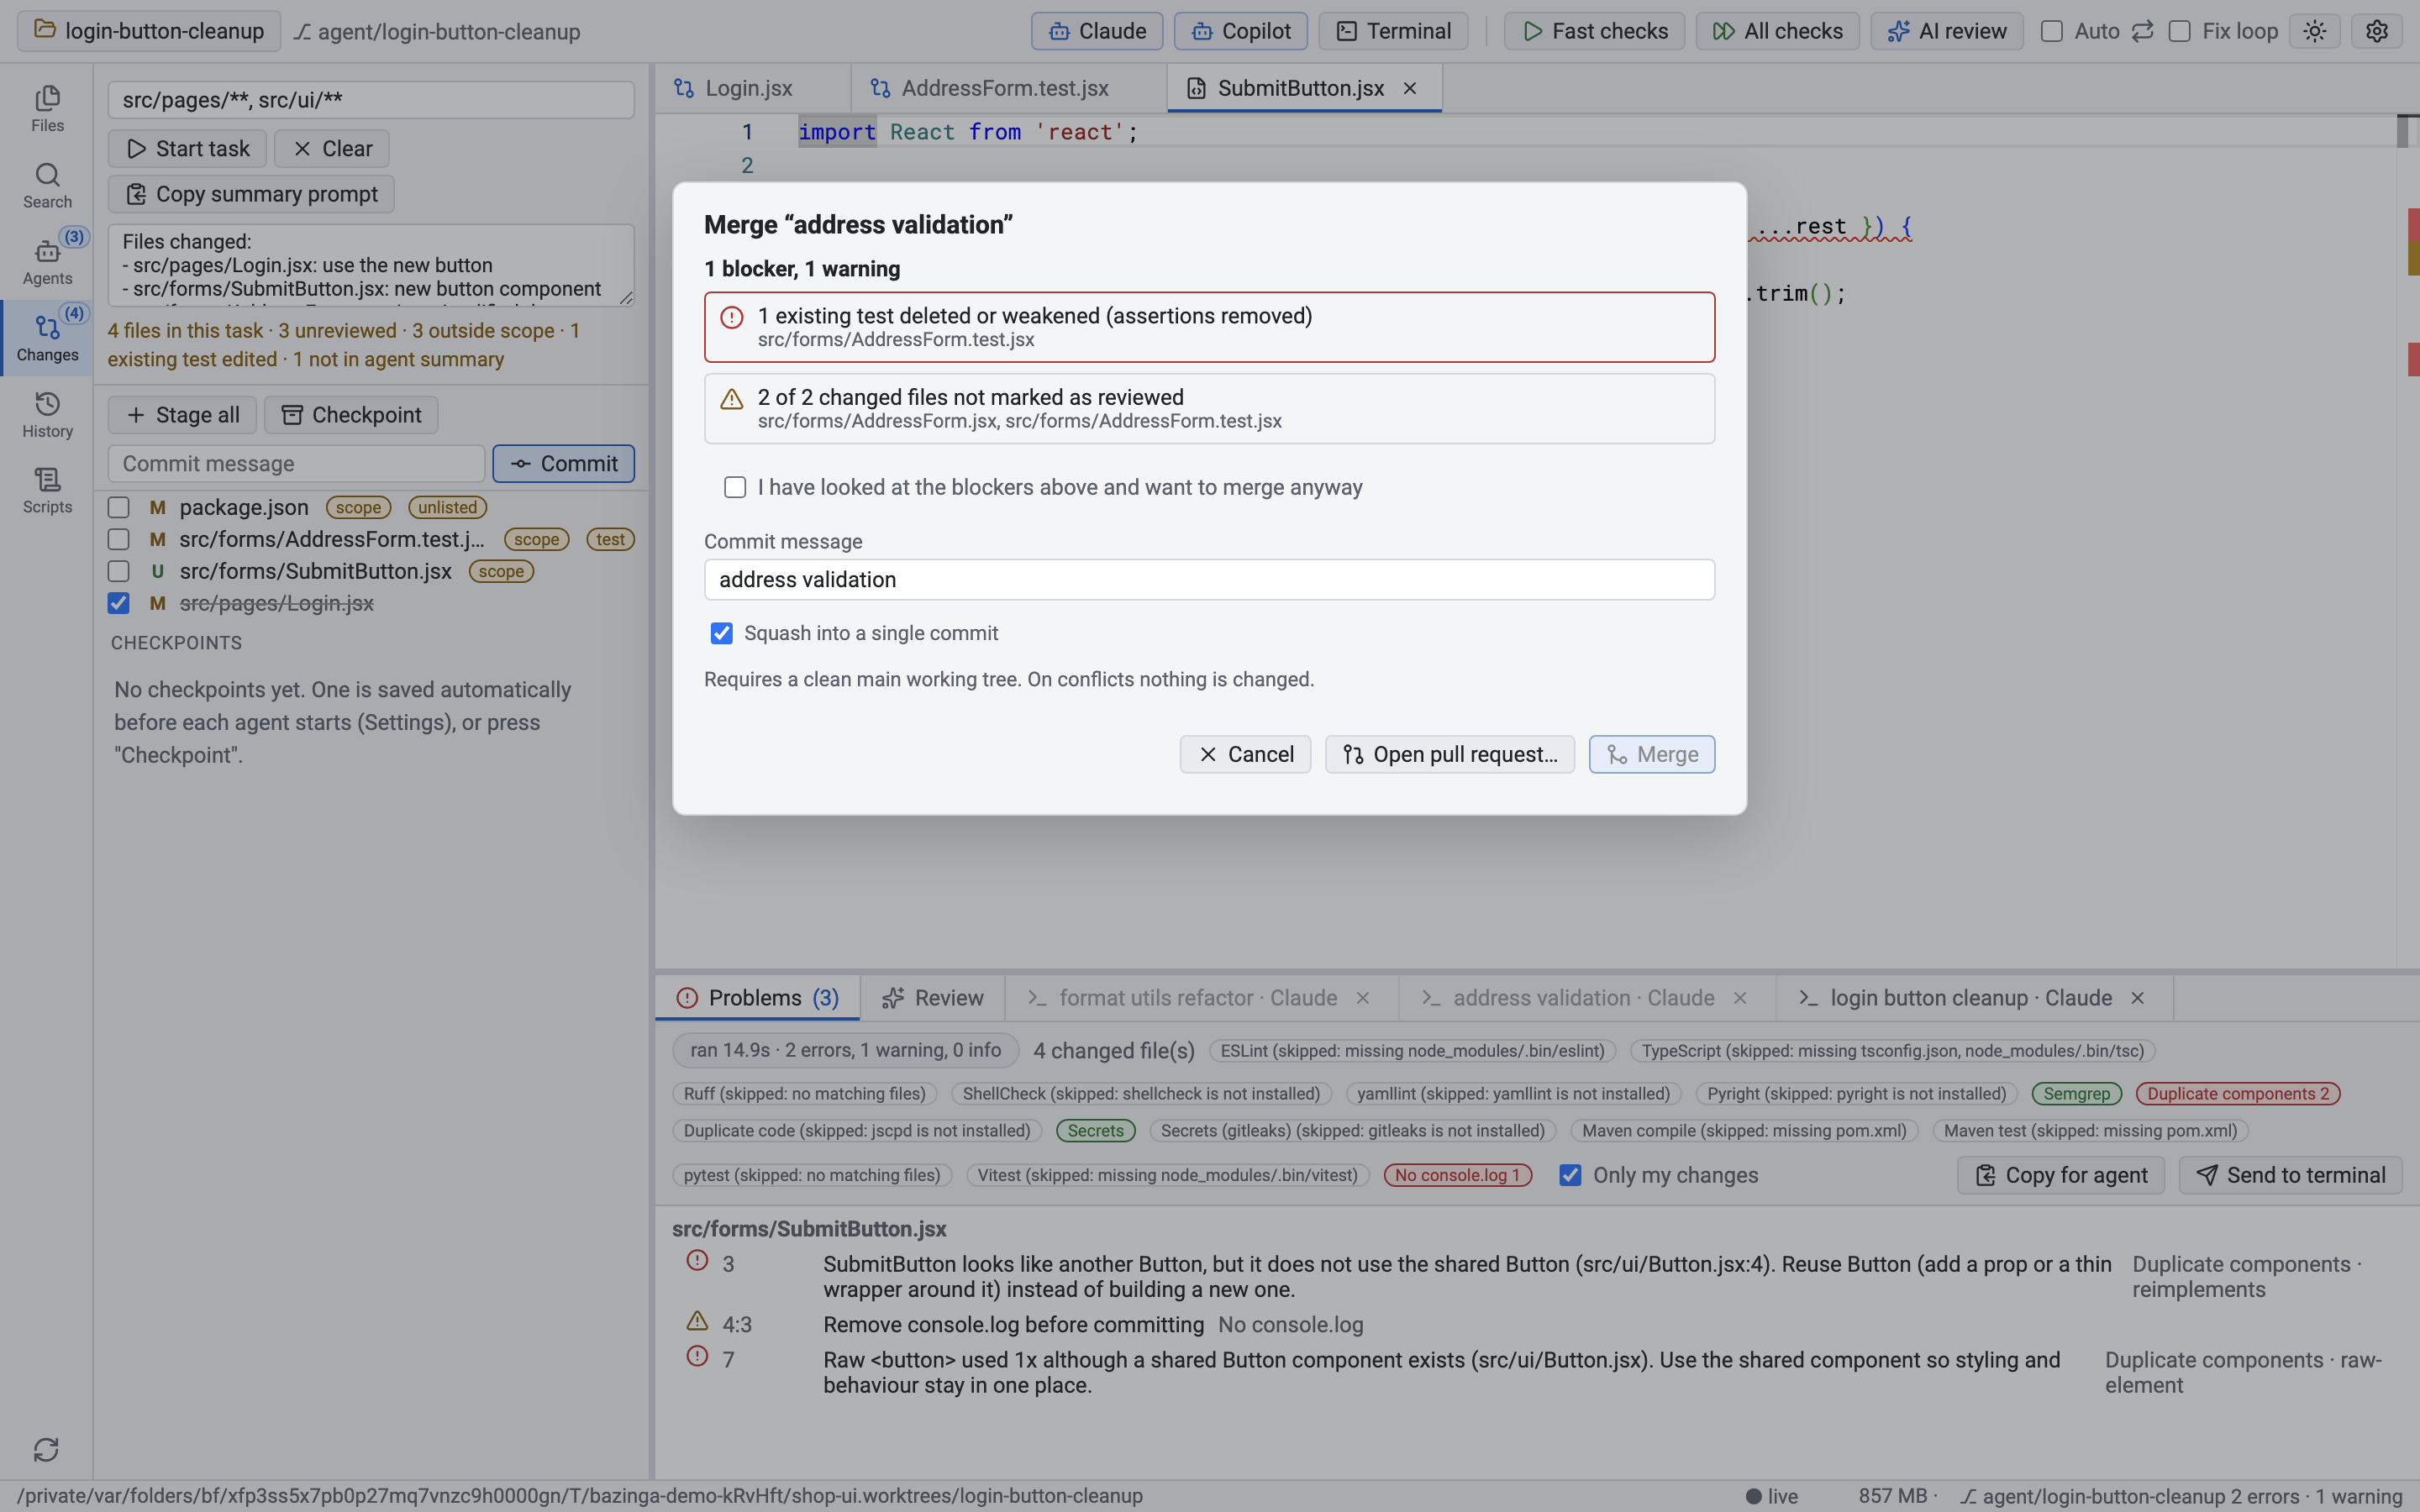 login-button-cleanup agent/login-button-cleanup Claude Copilot Terminal Fast checks All checks AI review Auto Fix loop
Files
Search
(3)
Agents
(4)
Changes
History
Scripts
src/pages/**, src/ui/**
Start task Clear
Copy summary prompt
Files changed:
- src/pages/Login.jsx: use the new button
- src/forms/SubmitButton.jsx: new button component
4 files in this task · 3 unreviewed · 3 outside scope · 1
existing test edited · 1 not in agent summary
Stage all Checkpoint
Commit message Commit
M package.json scope unlisted
M src/forms/AddressForm.test.j... scope test
U src/forms/SubmitButton.jsx scope
M src/pages/Login.jsx
CHECKPOINTS
No checkpoints yet. One is saved automatically
before each agent starts (Settings), or press
"Checkpoint".
Login.jsx AddressForm.test.jsx SubmitButton.jsx
1 import React from 'react';
2
...rest }) {
.trim();
Merge “address validation”
1 blocker, 1 warning
1 existing test deleted or weakened (assertions removed)
src/forms/AddressForm.test.jsx
2 of 2 changed files not marked as reviewed
src/forms/AddressForm.jsx, src/forms/AddressForm.test.jsx
I have looked at the blockers above and want to merge anyway
Commit message
address validation
Squash into a single commit
Requires a clean main working tree. On conflicts nothing is changed.
Cancel Open pull request... Merge
Problems (3) Review format utils refactor · Claude address validation · Claude login button cleanup · Claude
ran 14.9s · 2 errors, 1 warning, 0 info 4 changed file(s) ESLint (skipped: missing node_modules/.bin/eslint) TypeScript (skipped: missing tsconfig.json, node_modules/.bin/tsc)
Ruff (skipped: no matching files) ShellCheck (skipped: shellcheck is not installed) yamllint (skipped: yamllint is not installed) Pyright (skipped: pyright is not installed) Semgrep Duplicate components 2
Duplicate code (skipped: jscpd is not installed) Secrets Secrets (gitleaks) (skipped: gitleaks is not installed) Maven compile (skipped: missing pom.xml) Maven test (skipped: missing pom.xml)
pytest (skipped: no matching files) Vitest (skipped: missing node_modules/.bin/vitest) No console.log 1 Only my changes Copy for agent Send to terminal
src/forms/SubmitButton.jsx
3 SubmitButton looks like another Button, but it does not use the shared Button (src/ui/Button.jsx:4). Reuse Button (add a prop or a thin Duplicate components ·
wrapper around it) instead of building a new one. reimplements
4:3 Remove console.log before committing No console.log
7 Raw <button> used 1x although a shared Button component exists (src/ui/Button.jsx). Use the shared component so styling and Duplicate components · raw-
behaviour stay in one place. element
/private/var/folders/bf/xfp3ss5x7pb0p27mq7vnzc9h0000gn/T/bazinga-demo-kRvHft/shop-ui.worktrees/login-button-cleanup live 857 MB · agent/login-button-cleanup 2 errors · 1 warning